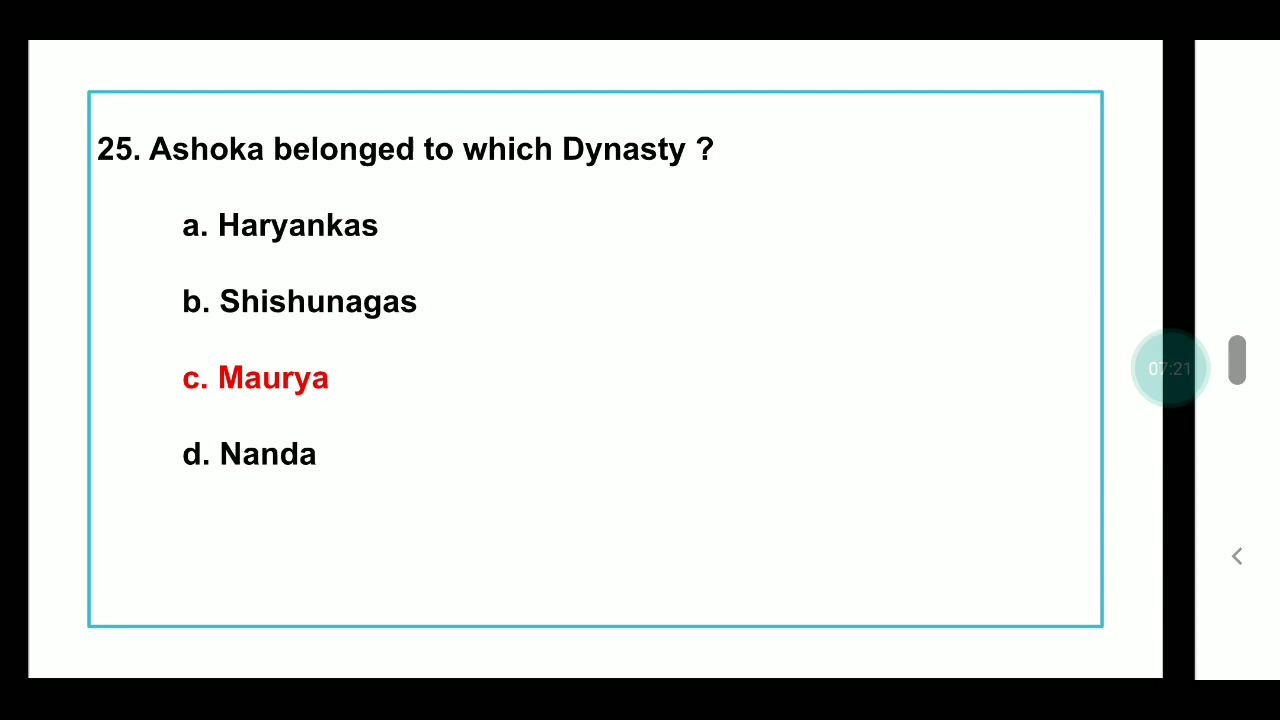 25. Ashoka belonged to which Dynasty ?
a. Haryankas
b. Shishunagas
c. Maurya
d. Nanda
07:21